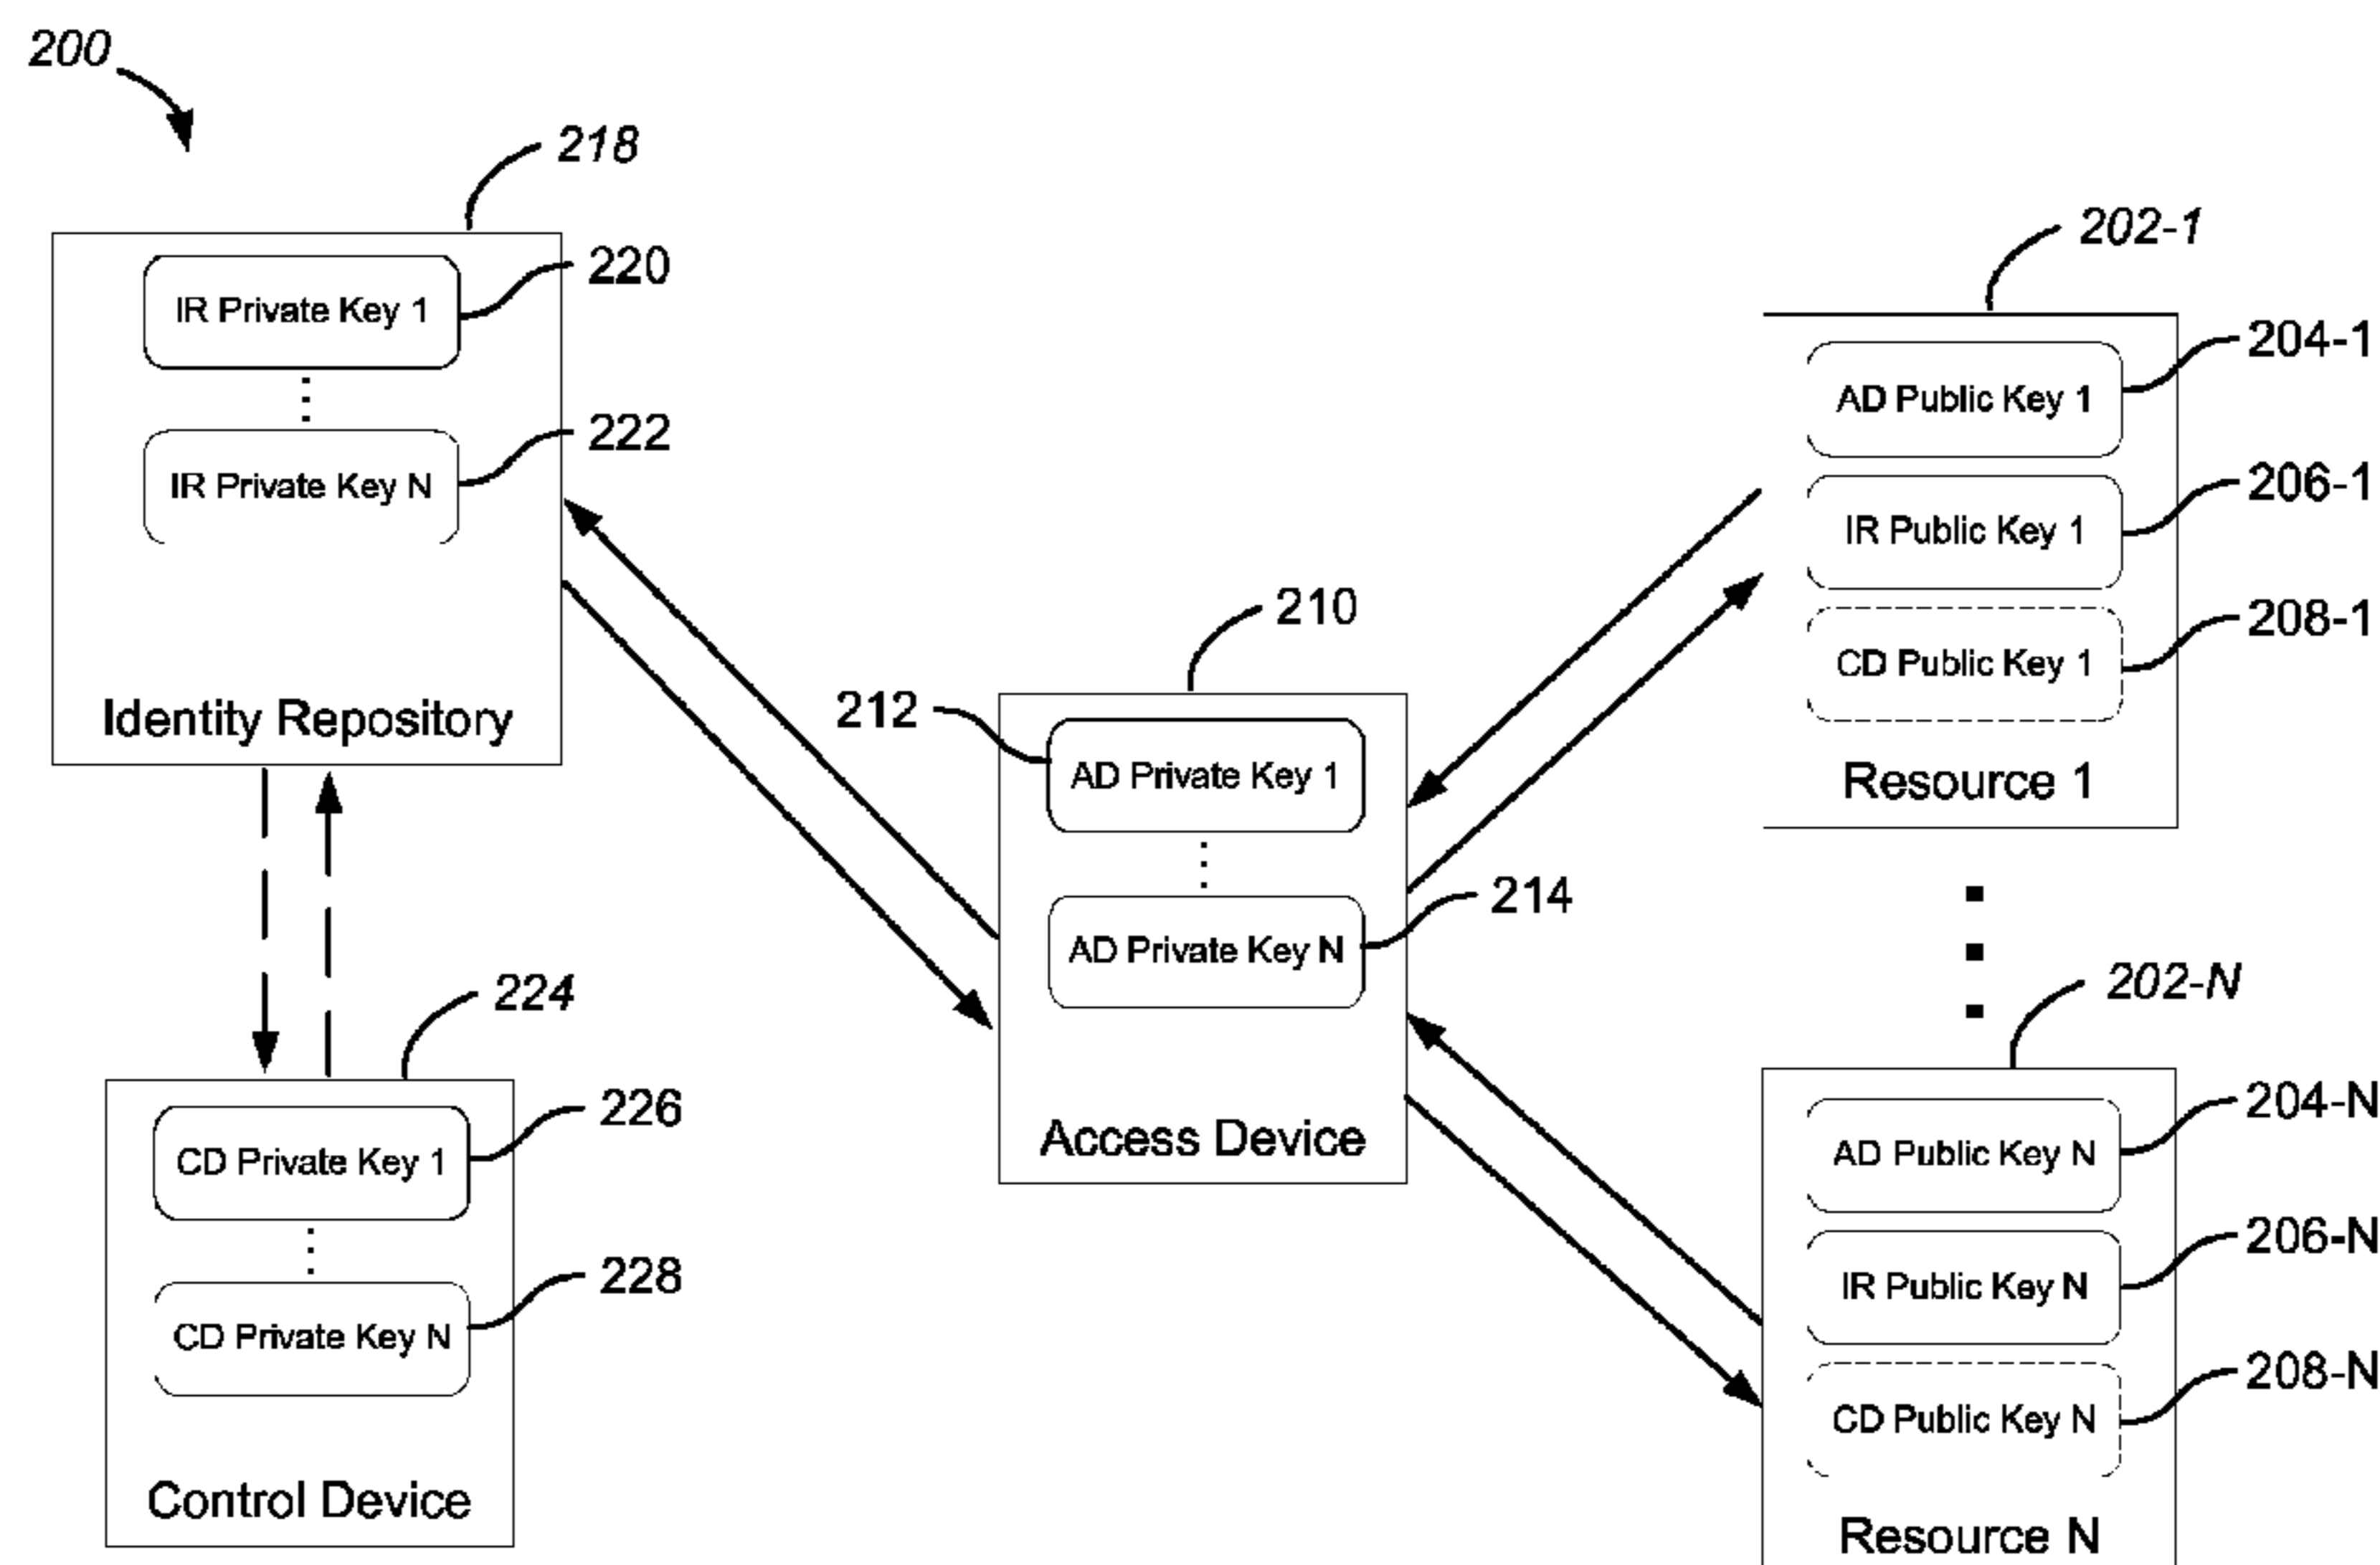 200
218
IR Private Key 1
220
IR Private Key N
222
Identity Repository
202-1
AD Public Key 1
204-1
IR Public Key 1
206-1
CD Public Key 1
208-1
Resource 1
210
212
AD Private Key 1
AD Private Key N
214
Access Device
224
CD Private Key 1
226
CD Private Key N
228
Control Device
202-N
AD Public Key N
204-N
IR Public Key N
206-N
CD Public Key N
208-N
Resource N